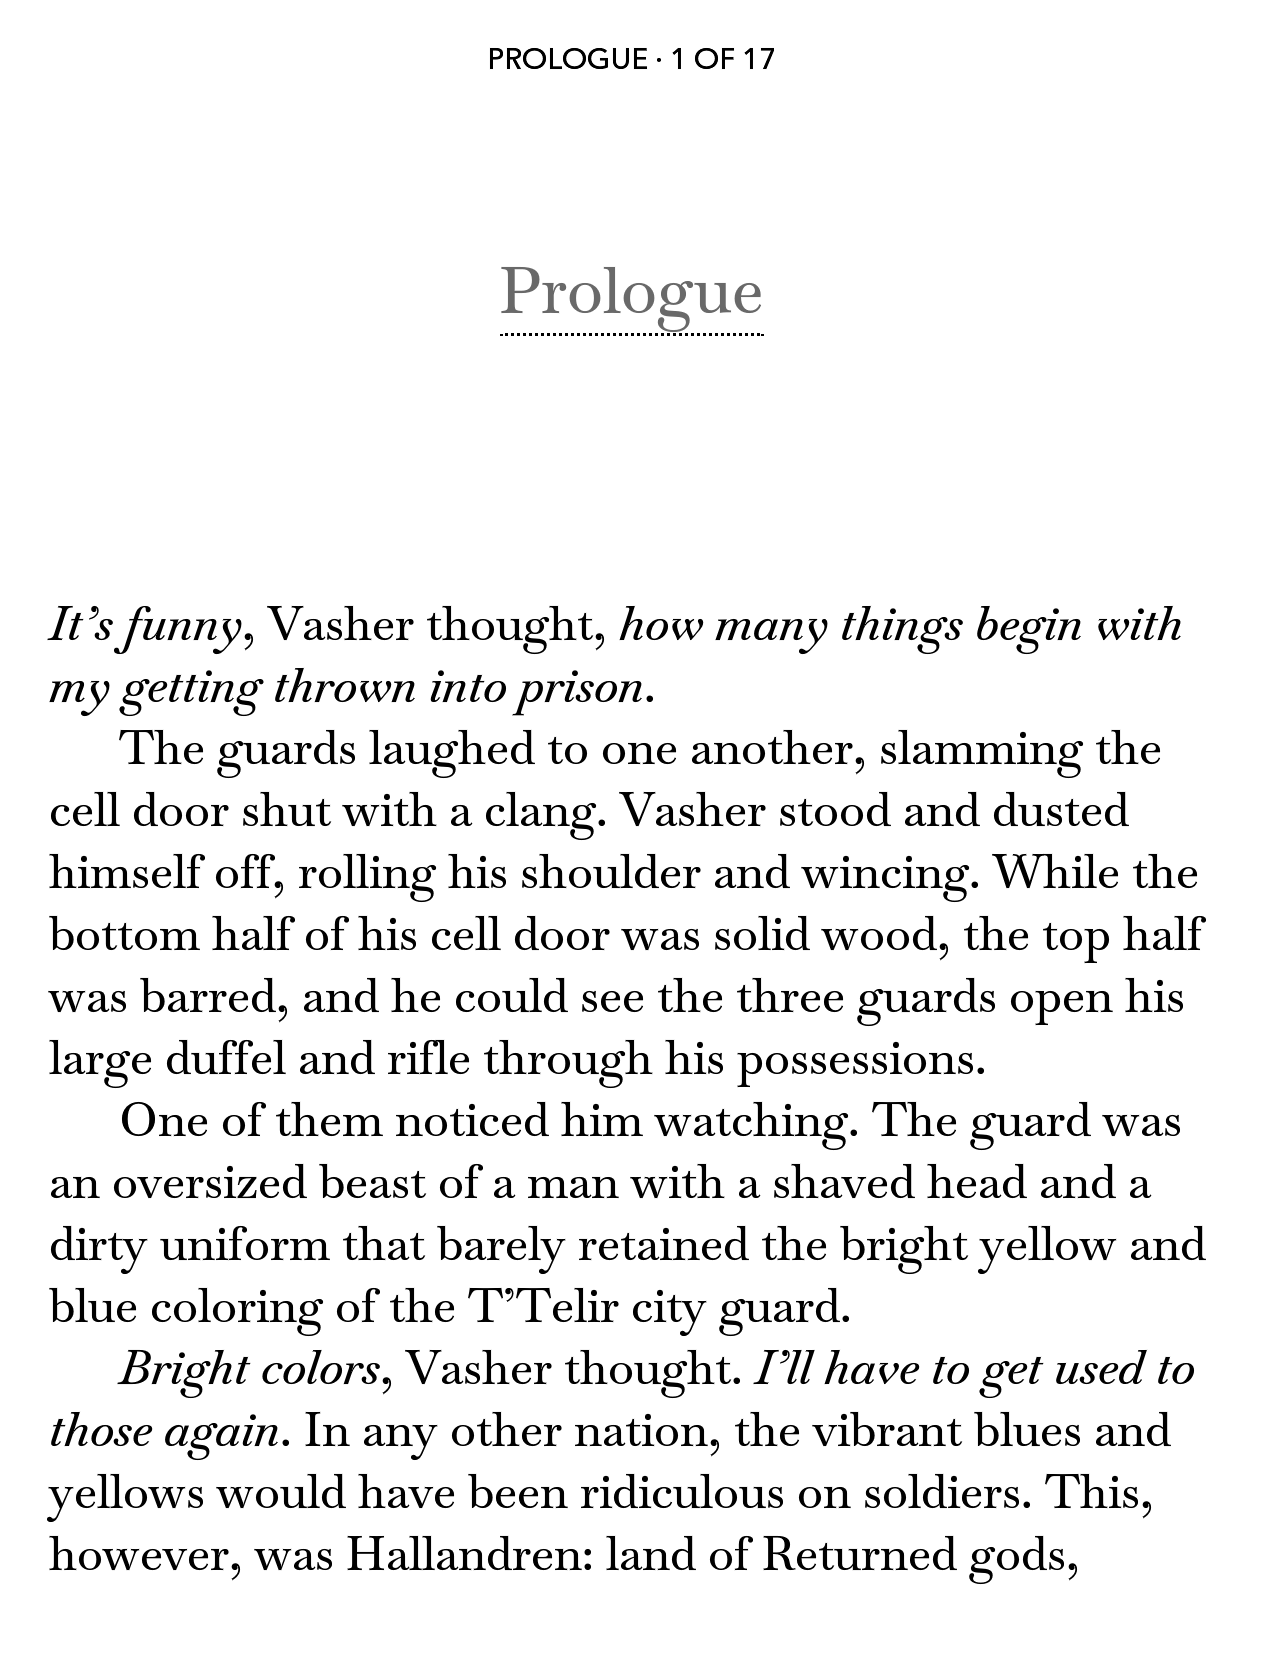 PROLOGUE · 1 OF 17
Prologue
It’s funny, Vasher thought, how many things begin with
my getting thrown into prison.
The guards laughed to one another, slamming the
cell door shut with a clang. Vasher stood and dusted
himself off, rolling his shoulder and wincing. While the
bottom half of his cell door was solid wood, the top half
was barred, and he could see the three guards open his
large duffel and rifle through his possessions.
One of them noticed him watching. The guard was
an oversized beast of a man with a shaved head and a
dirty uniform that barely retained the bright yellow and
blue coloring of the T’Telir city guard.
Bright colors, Vasher thought. I’ll have to get used to
those again. In any other nation, the vibrant blues and
yellows would have been ridiculous on soldiers. This,
however, was Hallandren: land of Returned gods,